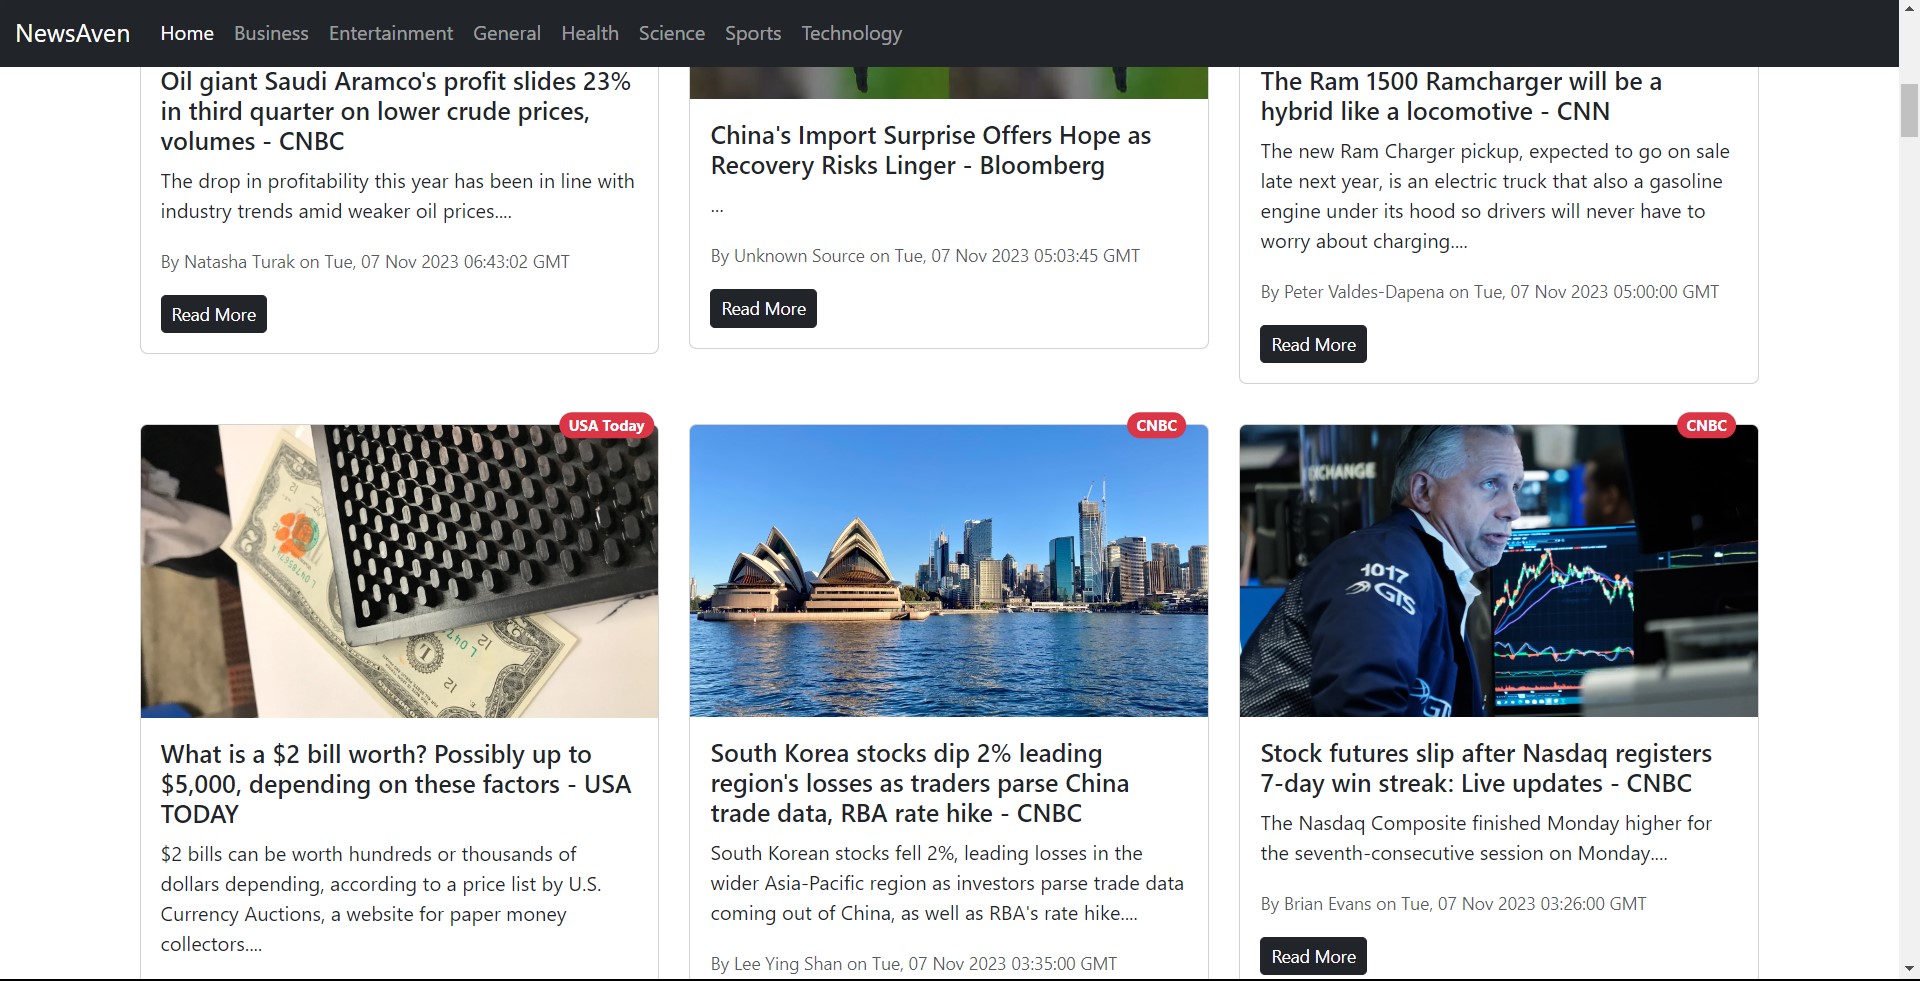 NewsAven Home Business Entertainment General Health Science Sports Technology
Oil giant Saudi Aramco's profit slides 23%
in third quarter on lower crude prices,
volumes - CNBC
The drop in profitability this year has been in line with
industry trends amid weaker oil prices....
By Natasha Turak on Tue, 07 Nov 2023 06:43:02 GMT
Read More
China's Import Surprise Offers Hope as
Recovery Risks Linger - Bloomberg
...
By Unknown Source on Tue, 07 Nov 2023 05:03:45 GMT
Read More
The Ram 1500 Ramcharger will be a
hybrid like a locomotive - CNN
The new Ram Charger pickup, expected to go on sale
late next year, is an electric truck that also a gasoline
engine under its hood so drivers will never have to
worry about charging....
By Peter Valdes-Dapena on Tue, 07 Nov 2023 05:00:00 GMT
Read More
USA Today
12
12
12
L
What is a $2 bill worth? Possibly up to
$5,000, depending on these factors - USA
TODAY
$2 bills can be worth hundreds or thousands of
dollars depending, according to a price list by U.S.
Currency Auctions, a website for paper money
collectors....
CNBC
South Korea stocks dip 2% leading
region's losses as traders parse China
trade data, RBA rate hike - CNBC
South Korean stocks fell 2%, leading losses in the
wider Asia-Pacific region as investors parse trade data
coming out of China, as well as RBA's rate hike....
By Lee Ying Shan on Tue, 07 Nov 2023 03:35:00 GMT
CNBC
XCHANGE
1017
GTS
GT
Stock futures slip after Nasdaq registers
7-day win streak: Live updates - CNBC
The Nasdaq Composite finished Monday higher for
the seventh-consecutive session on Monday....
By Brian Evans on Tue, 07 Nov 2023 03:26:00 GMT
Read More